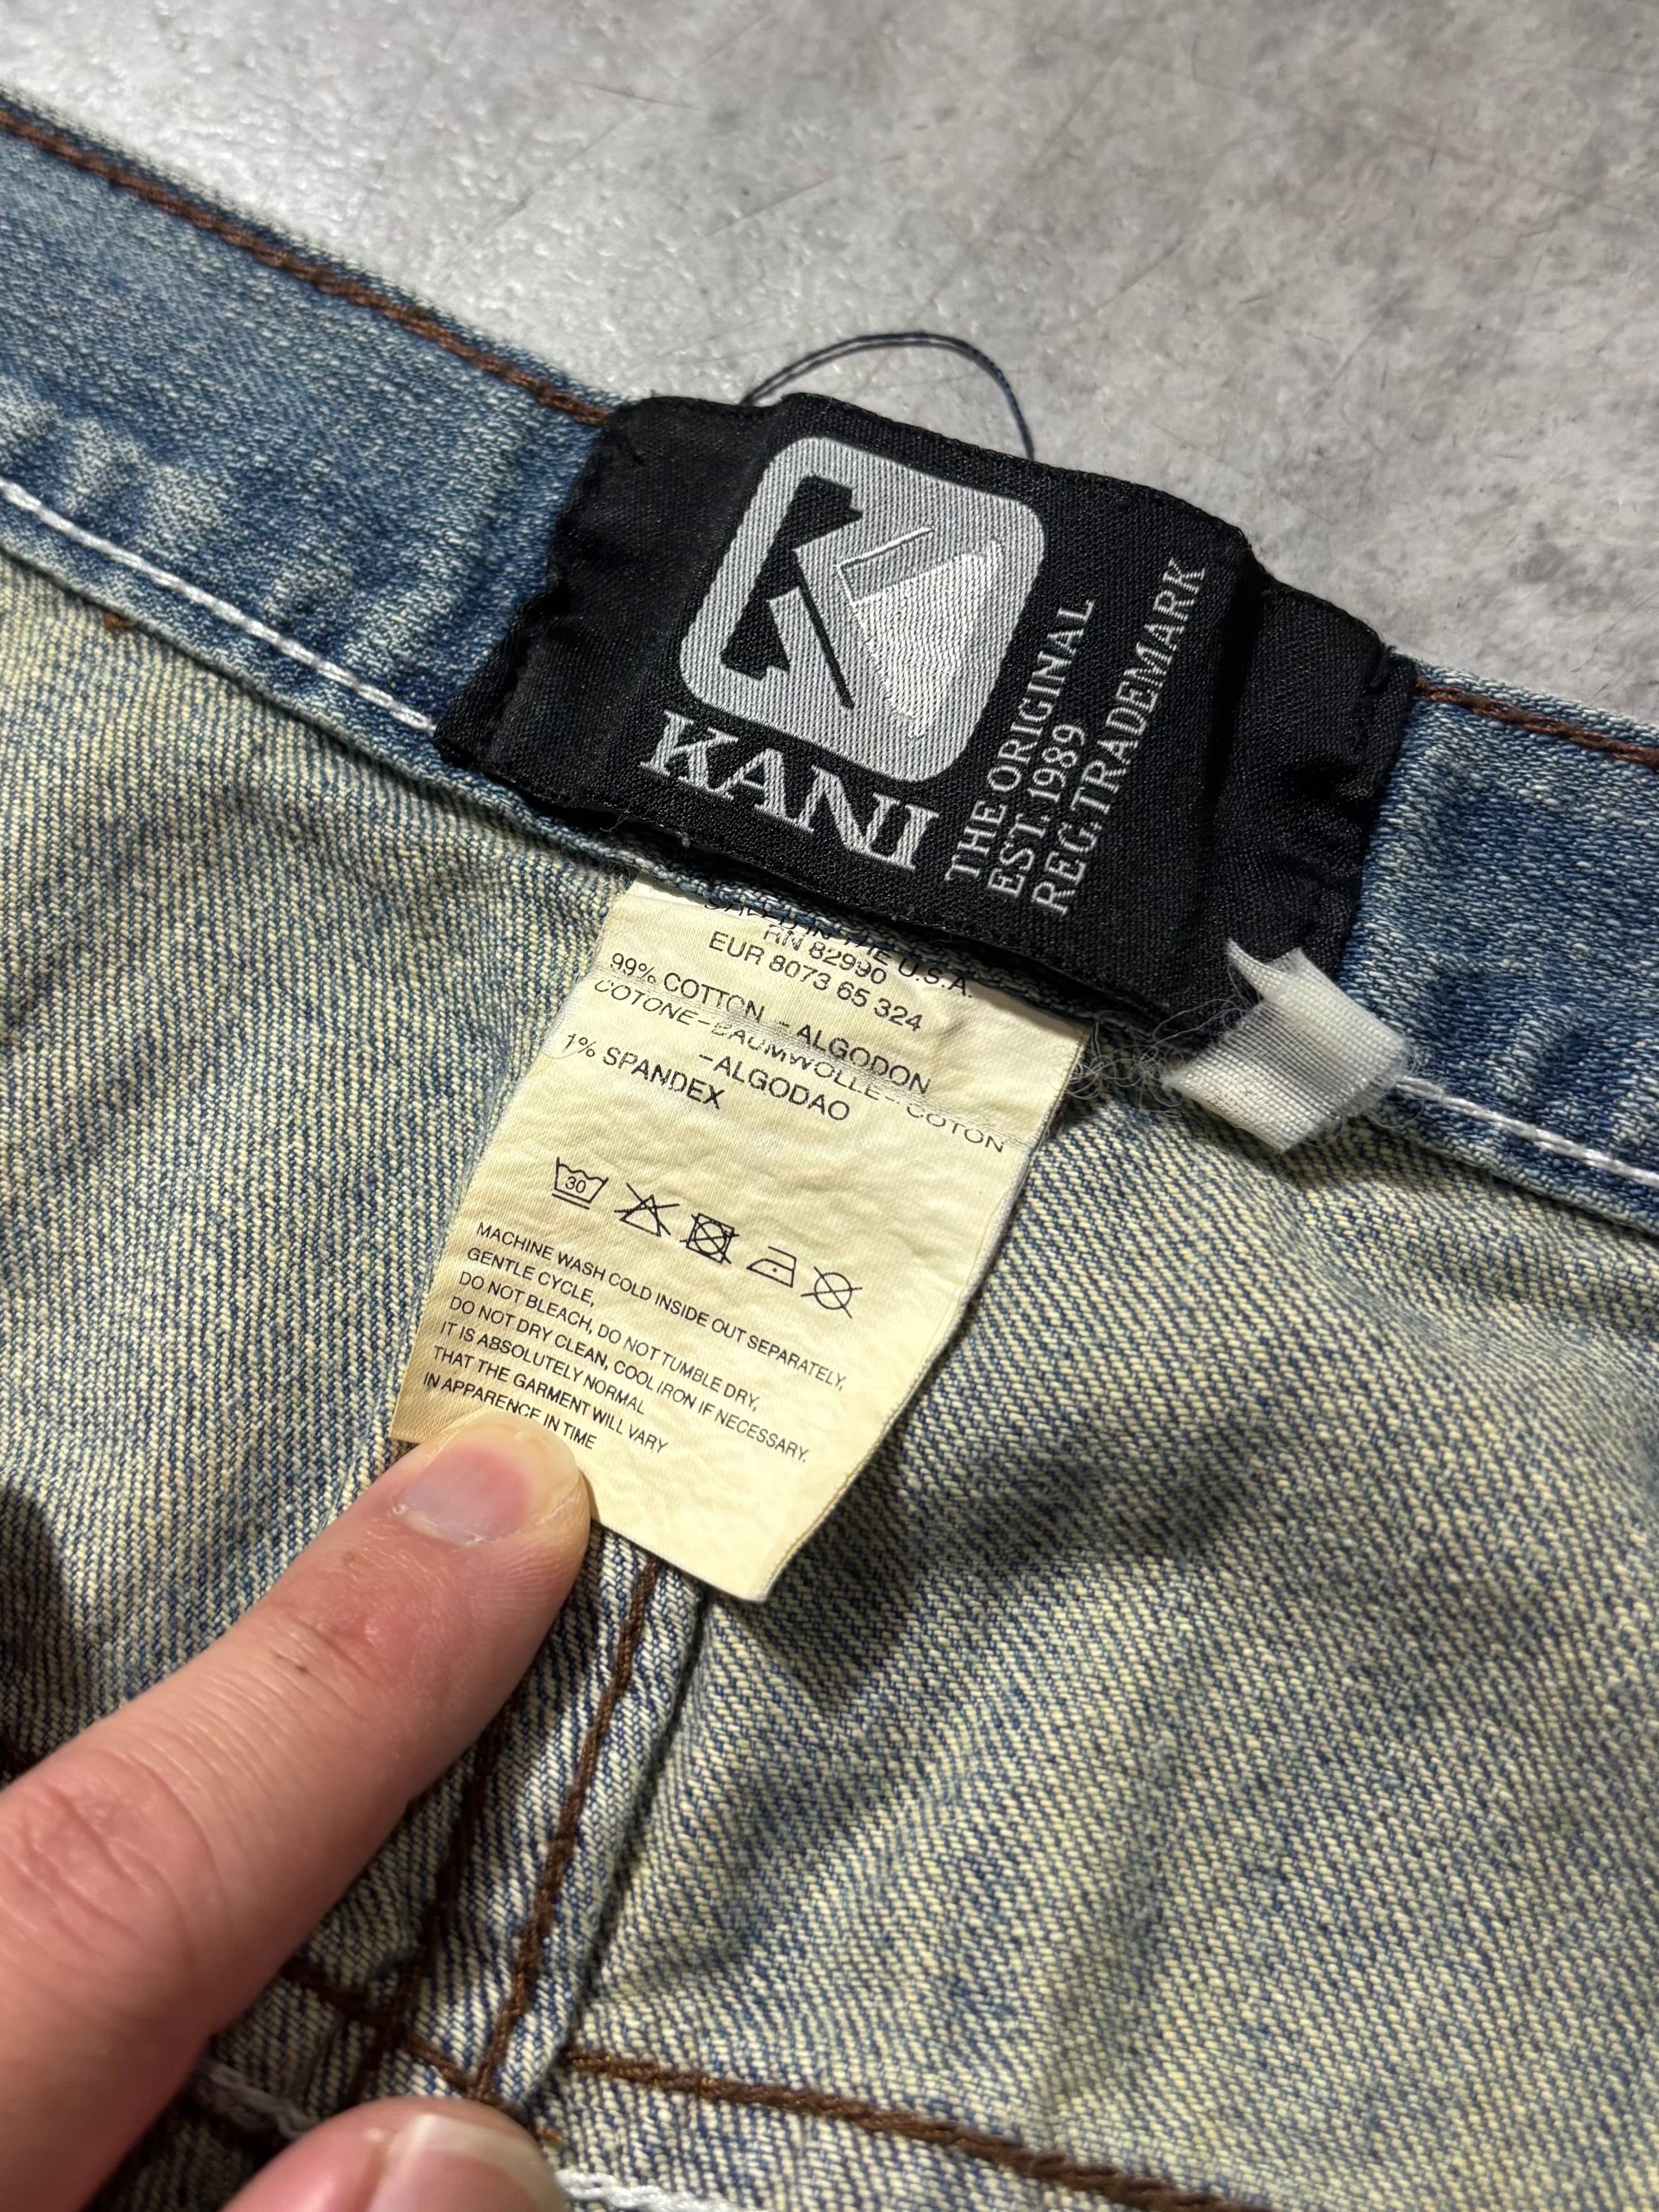 K
KANI
THE ORIGINAL
EST. 1989
REG.TRADEMARK
IN THE U.S.A.
RN 82990
EUR 8073 65 324
99% COTTON - ALGODON
COTONE-BAUMWOLLE- COTON
-ALGODAO
1% SPANDEX
30
MACHINE WASH COLD INSIDE OUT SEPARATELY,
GENTLE CYCLE,
DO NOT BLEACH, DO NOT TUMBLE DRY,
DO NOT DRY CLEAN, COOL IRON IF NECESSARY.
IT IS ABSOLUTELY NORMAL
THAT THE GARMENT WILL VARY
IN APPARENCE IN TIME